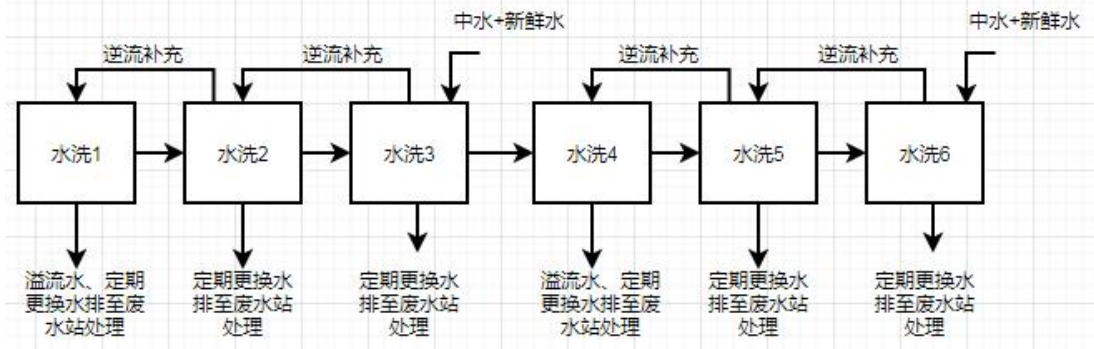 中水+新鲜水
中水+新鲜水
逆流补充
逆流补充
逆流补充
逆流补充
水洗1
水洗2
水洗3
水洗4
水洗5
水洗6
溢流水、定期
更换水排至废
水站处理
定期更换水
排至废水站
处理
定期更换水
排至废水站
处理
溢流水、定期
更换水排至废
水站处理
定期更换水
排至废水站
处理
定期更换水
排至废水站
处理